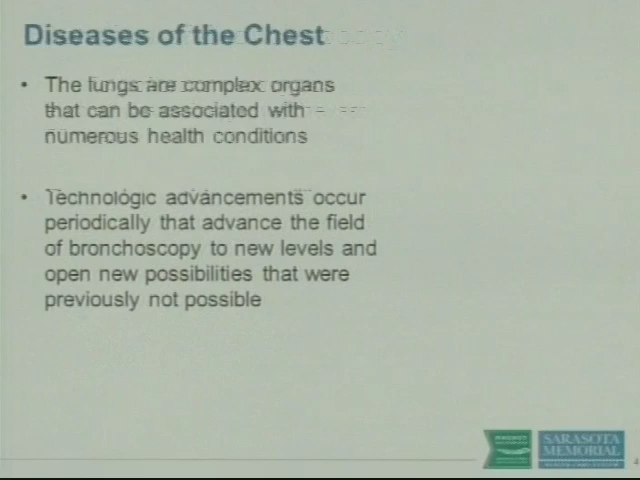 Diseases of the Chest
• The lungs are complex organs
that can be associated with
numerous health conditions
• Technologic advancements occur
periodically that advance the field
of bronchoscopy to new levels and
open new possibilities that were
previously not possible
MAGNET
SARASOTA
MEMORIAL
4